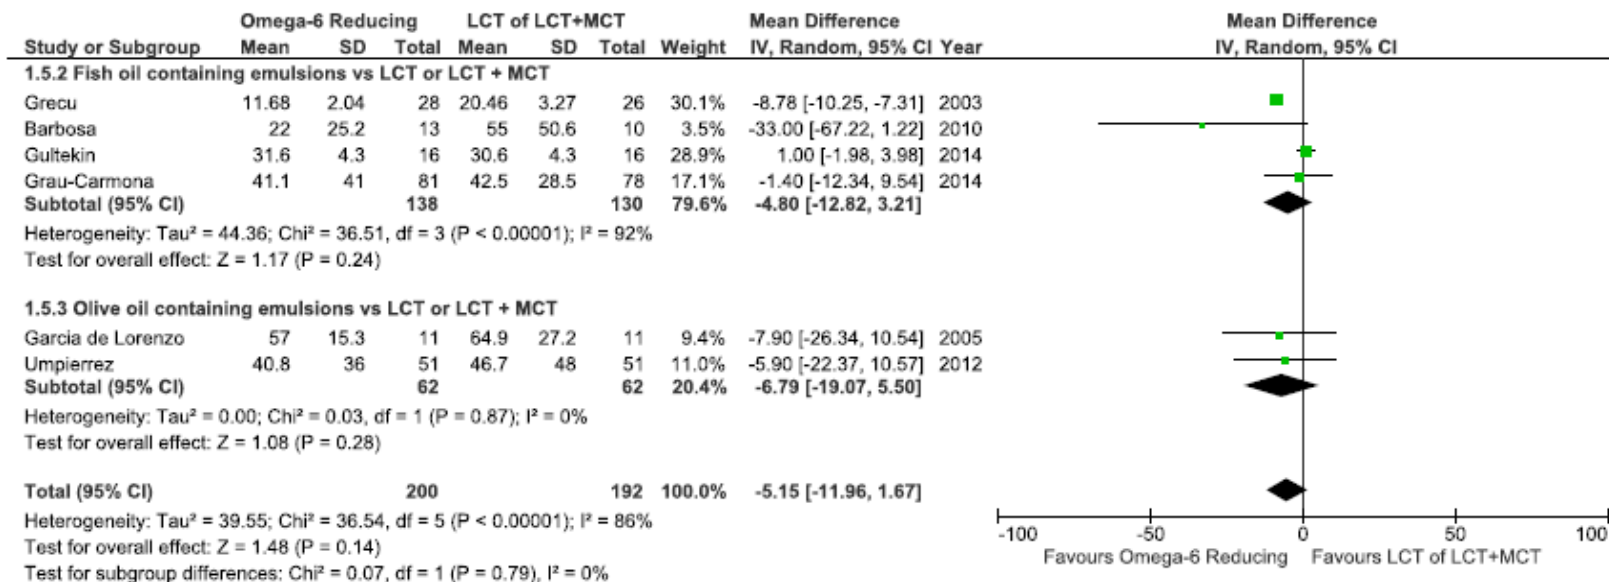 Omega-6 Reducing LCT of LCT+MCT Mean Difference Mean Difference
Study or Subgroup Mean SD Total Mean SD Total Weight IV, Random, 95% CI Year IV, Random, 95% CI
1.5.2 Fish oil containing emulsions vs LCT or LCT + MCT
Grecu 11.68 2.04 28 20.46 3.27 26 30.1% -8.78 [-10.25, -7.31] 2003
Barbosa 22 25.2 13 55 50.6 10 3.5% -33.00 [-67.22, 1.22] 2010
Gultekin 31.6 4.3 16 30.6 4.3 16 28.9% 1.00 [-1.98, 3.98] 2014
Grau-Carmona 41.1 41 81 42.5 28.5 78 17.1% -1.40 [-12.34, 9.54] 2014
Subtotal (95% CI) 138 130 79.6% -4.80 [-12.82, 3.21]
Heterogeneity: Tau² = 44.36; Chi² = 36.51, df = 3 (P < 0.00001); I² = 92%
Test for overall effect: Z = 1.17 (P = 0.24)
1.5.3 Olive oil containing emulsions vs LCT or LCT + MCT
Garcia de Lorenzo 57 15.3 11 64.9 27.2 11 9.4% -7.90 [-26.34, 10.54] 2005
Umpierrez 40.8 36 51 46.7 48 51 11.0% -5.90 [-22.37, 10.57] 2012
Subtotal (95% CI) 62 62 20.4% -6.79 [-19.07, 5.50]
Heterogeneity: Tau² = 0.00; Chi² = 0.03, df = 1 (P = 0.87); I² = 0%
Test for overall effect: Z = 1.08 (P = 0.28)
Total (95% CI) 200 192 100.0% -5.15 [-11.96, 1.67]
Heterogeneity: Tau² = 39.55; Chi² = 36.54, df = 5 (P < 0.00001); I² = 86%
Test for overall effect: Z = 1.48 (P = 0.14)
Test for subgroup differences: Chi² = 0.07, df = 1 (P = 0.79), I² = 0%
-100 -50 0 50 100
Favours Omega-6 Reducing Favours LCT of LCT+MCT